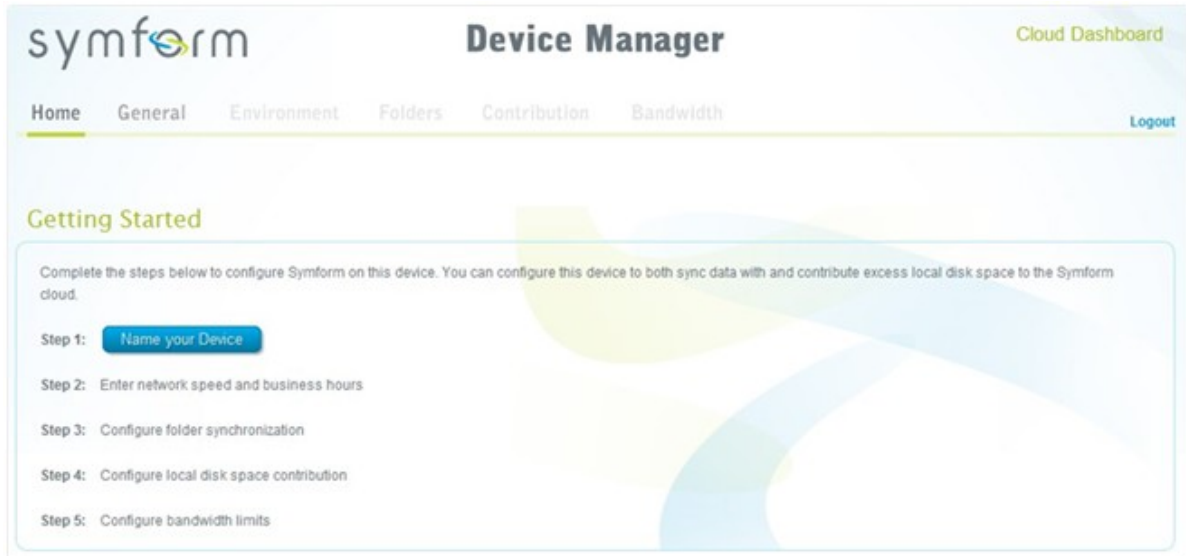 symform
Device Manager
Cloud Dashboard
Home General Environment Folders Contribution Bandwidth
Logout
Getting Started
Complete the steps below to configure Symform on this device. You can configure this device to both sync data with and contribute excess local disk space to the Symform
cloud.
Step 1: Name your Device
Step 2: Enter network speed and business hours
Step 3: Configure folder synchronization
Step 4: Configure local disk space contribution
Step 5: Configure bandwidth limits